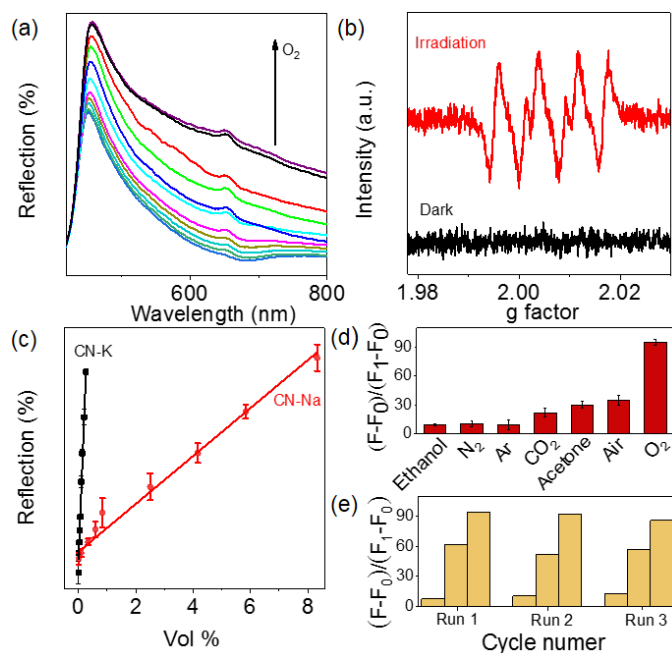 (a)
O2
Reflection (%)
600
800
Wavelength (nm)
(b)
Irradiation
Dark
Intensity (a.u.)
1.98
2.00
2.02
g factor
(c)
CN-K
CN-Na
Reflection (%)
0
2
4
6
8
Vol %
(d)
(F-F0)/(F1-F0)
90
60
30
0
Ethanol
N2
Ar
CO2
Acetone
Air
O2
(e)
(F-F0)/(F1-F0)
90
60
30
0
Run 1
Run 2
Run 3
Cycle numer